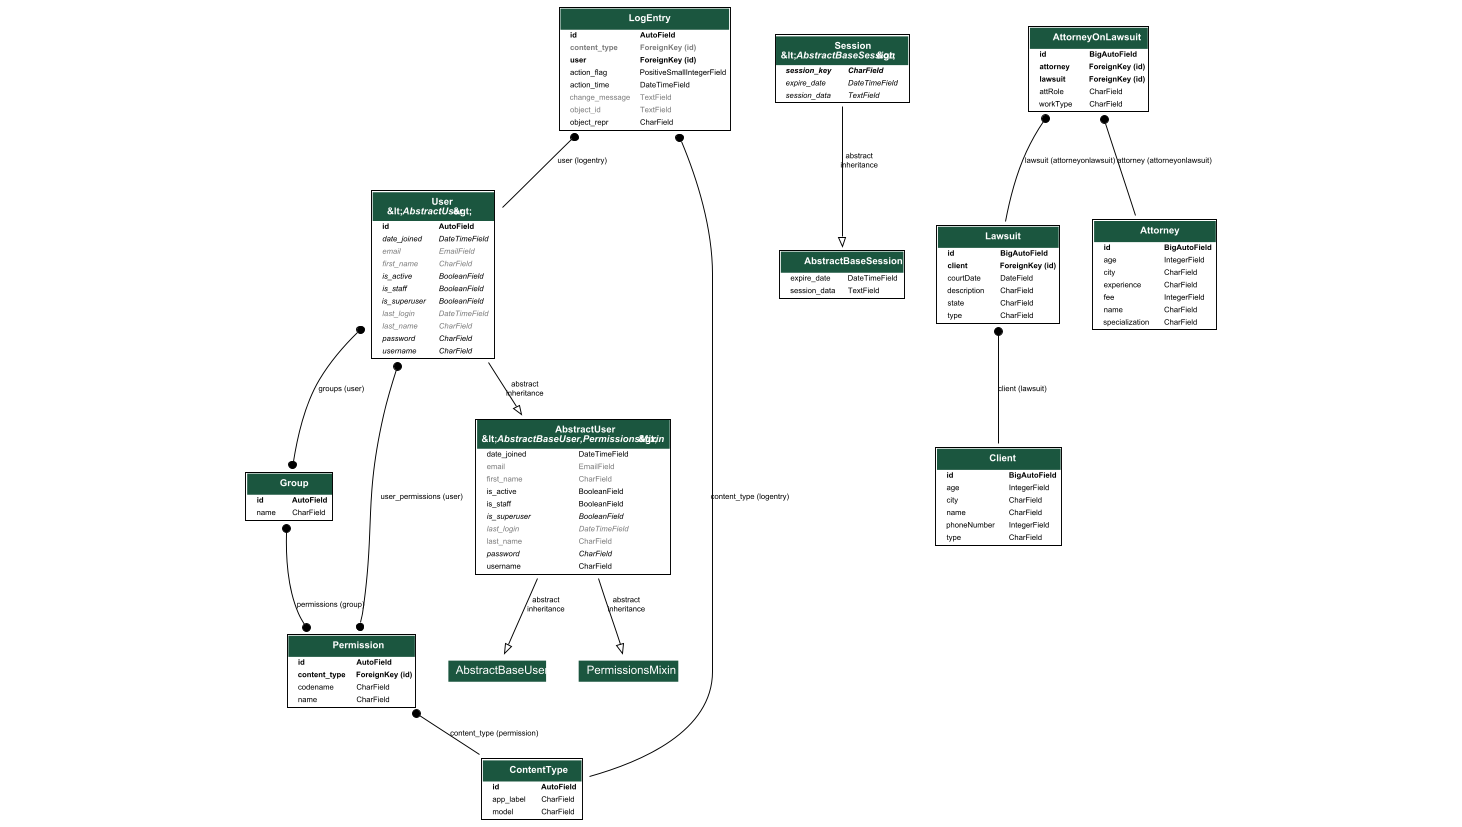 LogEntry
id AutoField
content_type ForeignKey (id)
user ForeignKey (id)
action_flag PositiveSmallIntegerField
action_time DateTimeField
change_message TextField
object_id TextField
object_repr CharField
user (logentry)
User
&lt;AbstractUser&gt;
id AutoField
date_joined DateTimeField
email EmailField
first_name CharField
is_active BooleanField
is_staff BooleanField
is_superuser BooleanField
last_login DateTimeField
last_name CharField
password CharField
username CharField
groups (user)
abstract
inheritance
AbstractUser
&lt;AbstractBaseUser,PermissionsMixin&gt;
date_joined DateTimeField
email EmailField
first_name CharField
is_active BooleanField
is_staff BooleanField
is_superuser BooleanField
last_login DateTimeField
last_name CharField
password CharField
username CharField
Group
id AutoField
name CharField
user_permissions (user)
content_type (logentry)
permissions (group)
abstract
inheritance
abstract
inheritance
Permission
id AutoField
content_type ForeignKey (id)
codename CharField
name CharField
AbstractBaseUser
PermissionsMixin
content_type (permission)
ContentType
id AutoField
app_label CharField
model CharField
Session
&lt;AbstractBaseSession&gt;
session_key CharField
expire_date DateTimeField
session_data TextField
abstract
inheritance
AbstractBaseSession
expire_date DateTimeField
session_data TextField
AttorneyOnLawsuit
id BigAutoField
attorney ForeignKey (id)
lawsuit ForeignKey (id)
attRole CharField
workType CharField
lawsuit (attorneyonlawsuit)
attorney (attorneyonlawsuit)
Lawsuit
id BigAutoField
client ForeignKey (id)
courtDate DateField
description CharField
state CharField
type CharField
Attorney
id BigAutoField
age IntegerField
city CharField
experience CharField
fee IntegerField
name CharField
specialization CharField
client (lawsuit)
Client
id BigAutoField
age IntegerField
city CharField
name CharField
phoneNumber IntegerField
type CharField